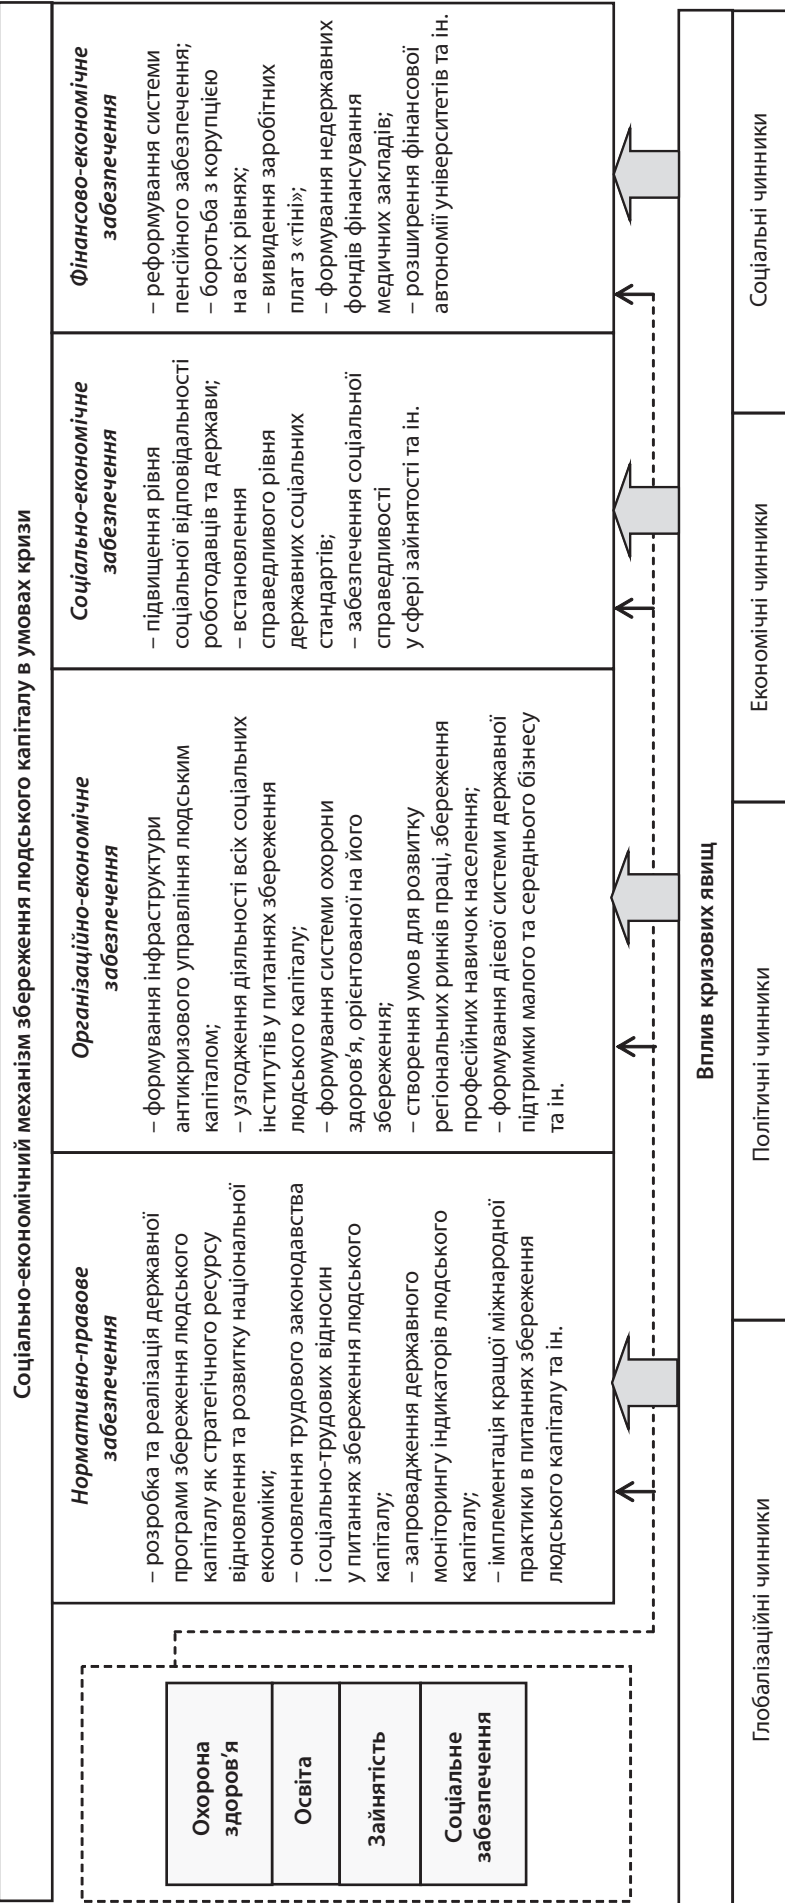 Соціально-економічний механізм збереження людського капіталу в умовах кризи
Охорона
здоров'я
Освіта
Зайнятість
Соціальне
забезпечення
Нормативно-правове
забезпечення
– розробка та реалізація державної
програми збереження людського
капіталу як стратегічного ресурсу
відновлення та розвитку національної
економіки;
– оновлення трудового законодавства
і соціально-трудових відносин
у питаннях збереження людського
капіталу;
– запровадження державного
моніторингу індикаторів людського
капіталу;
– імплементація кращої міжнародної
практики в питаннях збереження
людського капіталу та ін.
Організаційно-економічне
забезпечення
– формування інфраструктури
антикризового управління людським
капіталом;
– узгодження діяльності всіх соціальних
інститутів у питаннях збереження
людського капіталу;
– формування системи охорони
здоров'я, орієнтованої на його
збереження;
– створення умов для розвитку
регіональних ринків праці, збереження
професійних навичок населення;
– формування дієвої системи державної
підтримки малого та середнього бізнесу
та ін.
Соціально-економічне
забезпечення
– підвищення рівня
соціальної відповідальності
роботодавців та держави;
– встановлення
справедливого рівня
державних соціальних
стандартів;
– забезпечення соціальної
справедливості
у сфері зайнятості та ін.
Фінансово-економічне
забезпечення
– реформування системи
пенсійного забезпечення;
– боротьба з корупцією
на всіх рівнях;
– вивидення заробітних
плат з «тіні»;
– формування недержавних
фондів фінансування
медичних закладів;
– розширення фінансової
автономії університетів та ін.
Вплив кризових явищ
Глобалізаційні чинники
Політичні чинники
Економічні чинники
Соціальні чинники